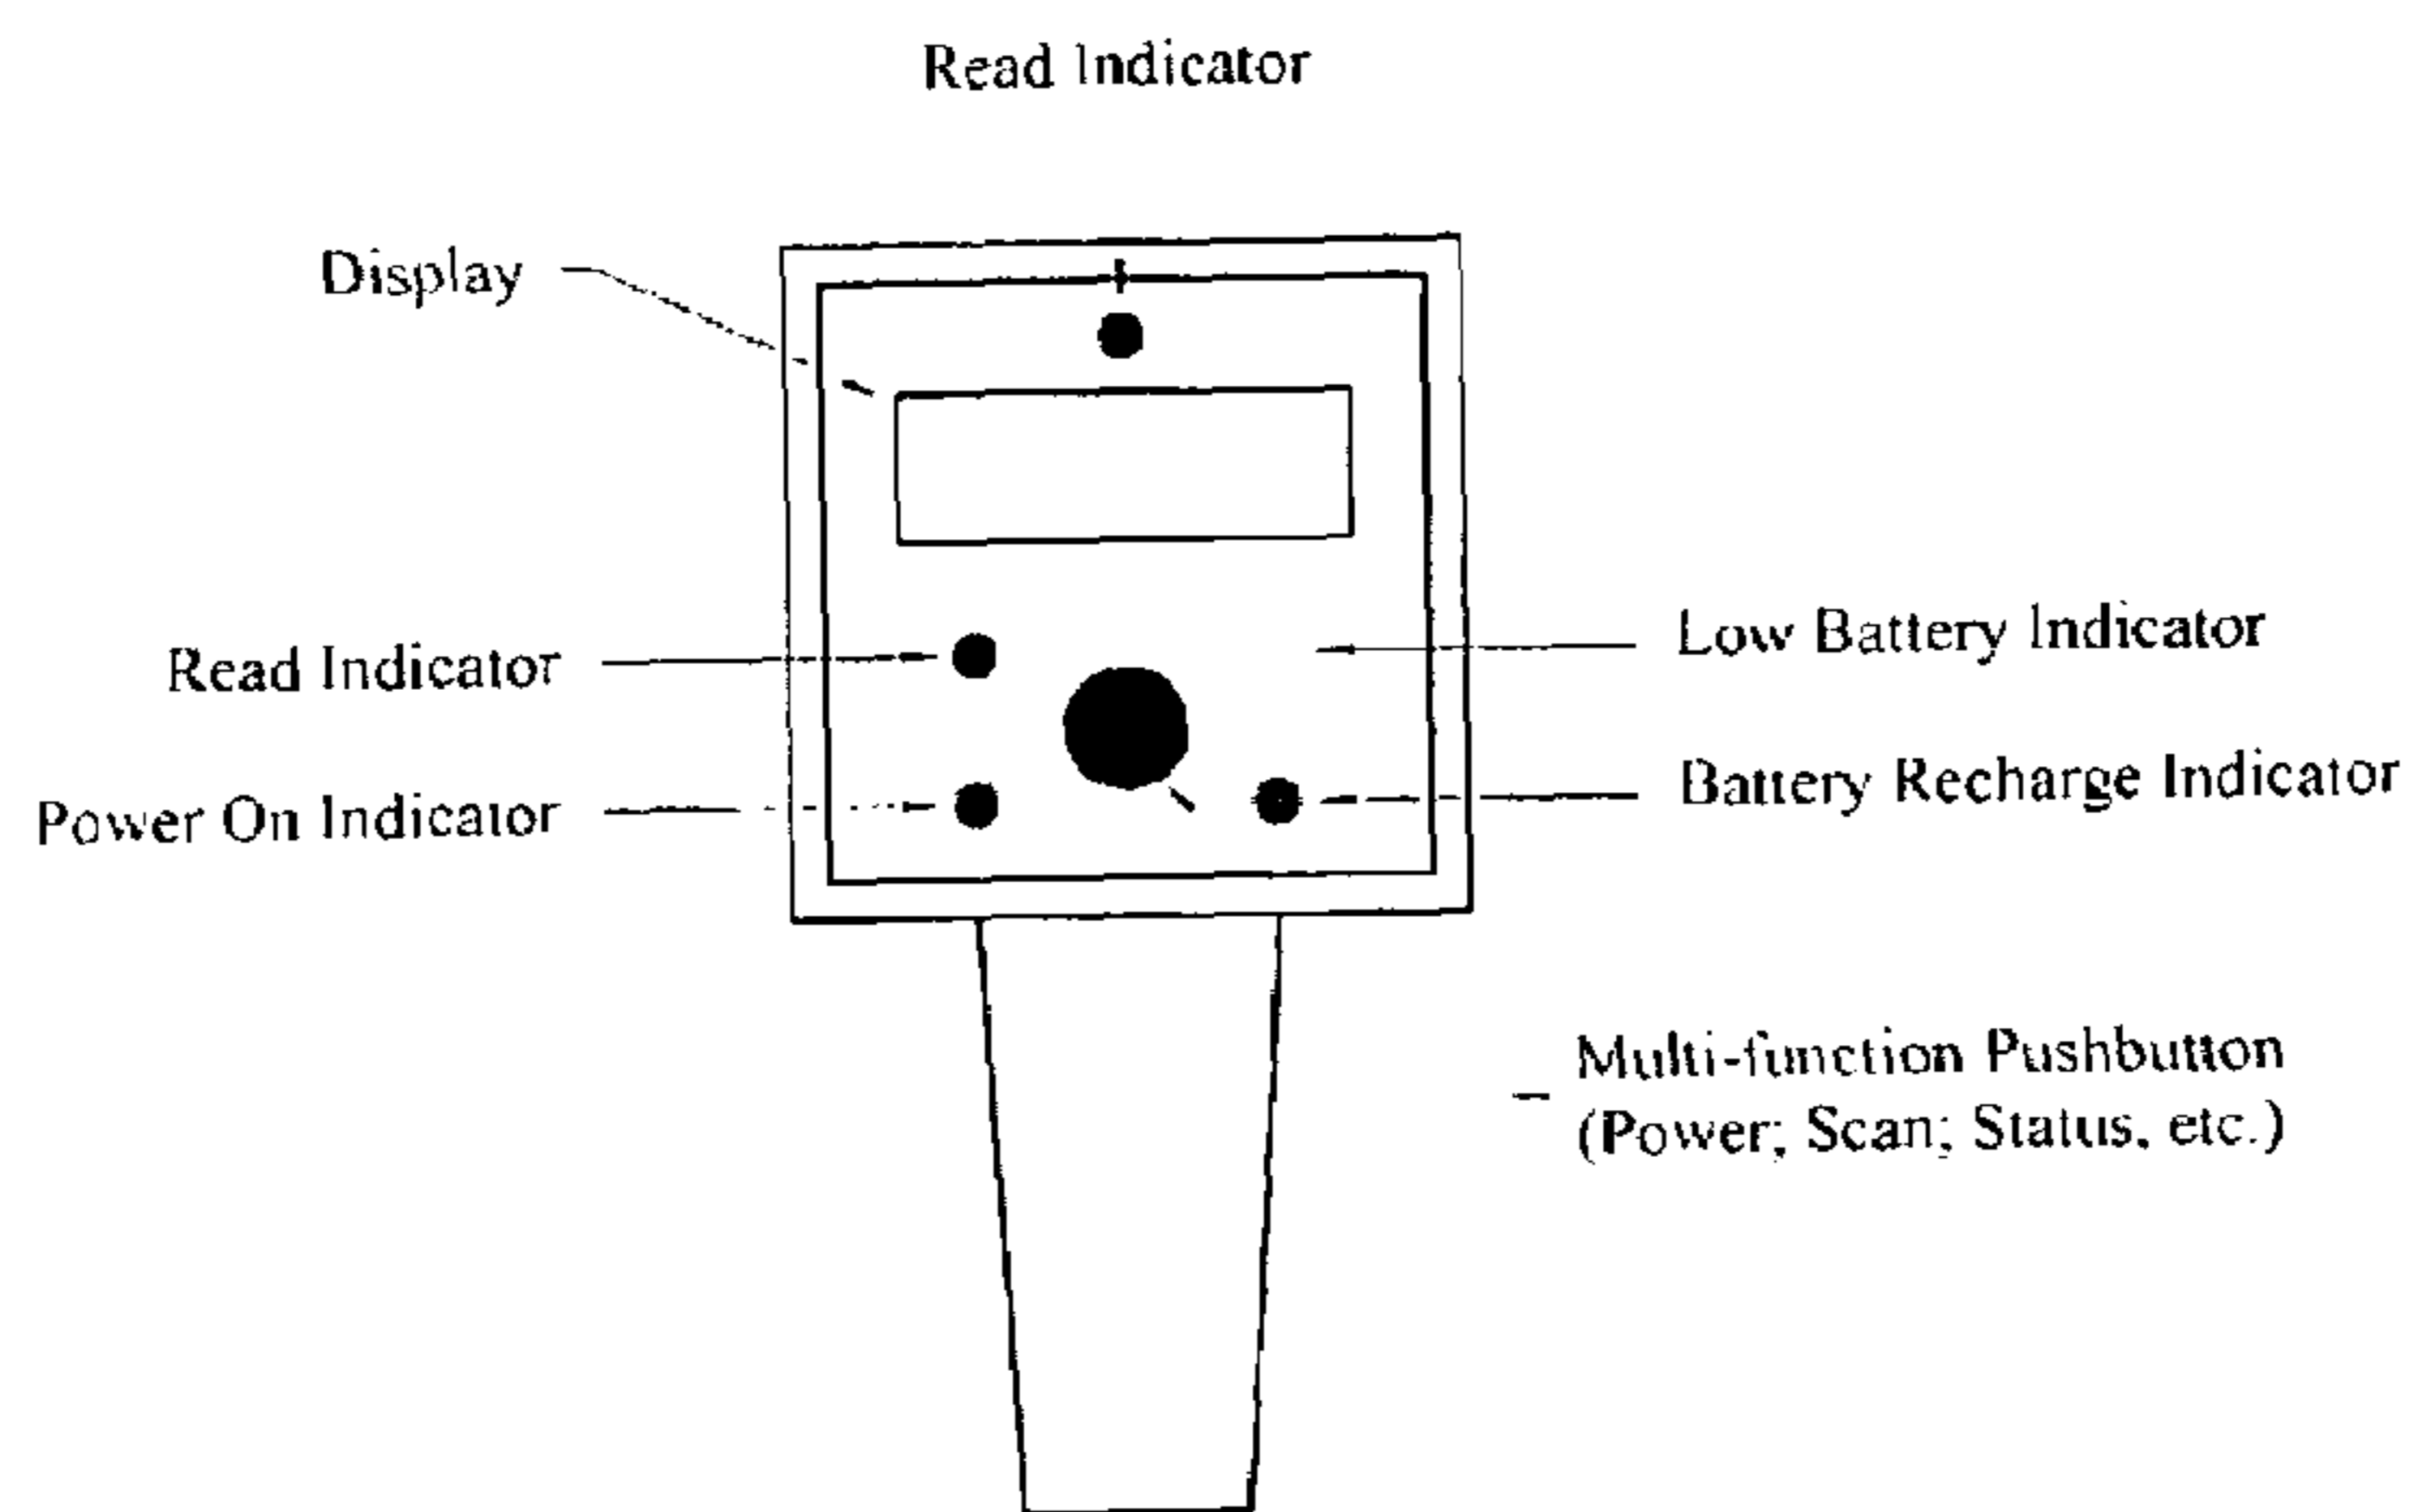 Read Indicator
Display
Read Indicator
Low Battery Indicator
Power On Indicator
Battery Recharge Indicator
Multi-function Pushbutton
(Power; Scan; Status, etc.)